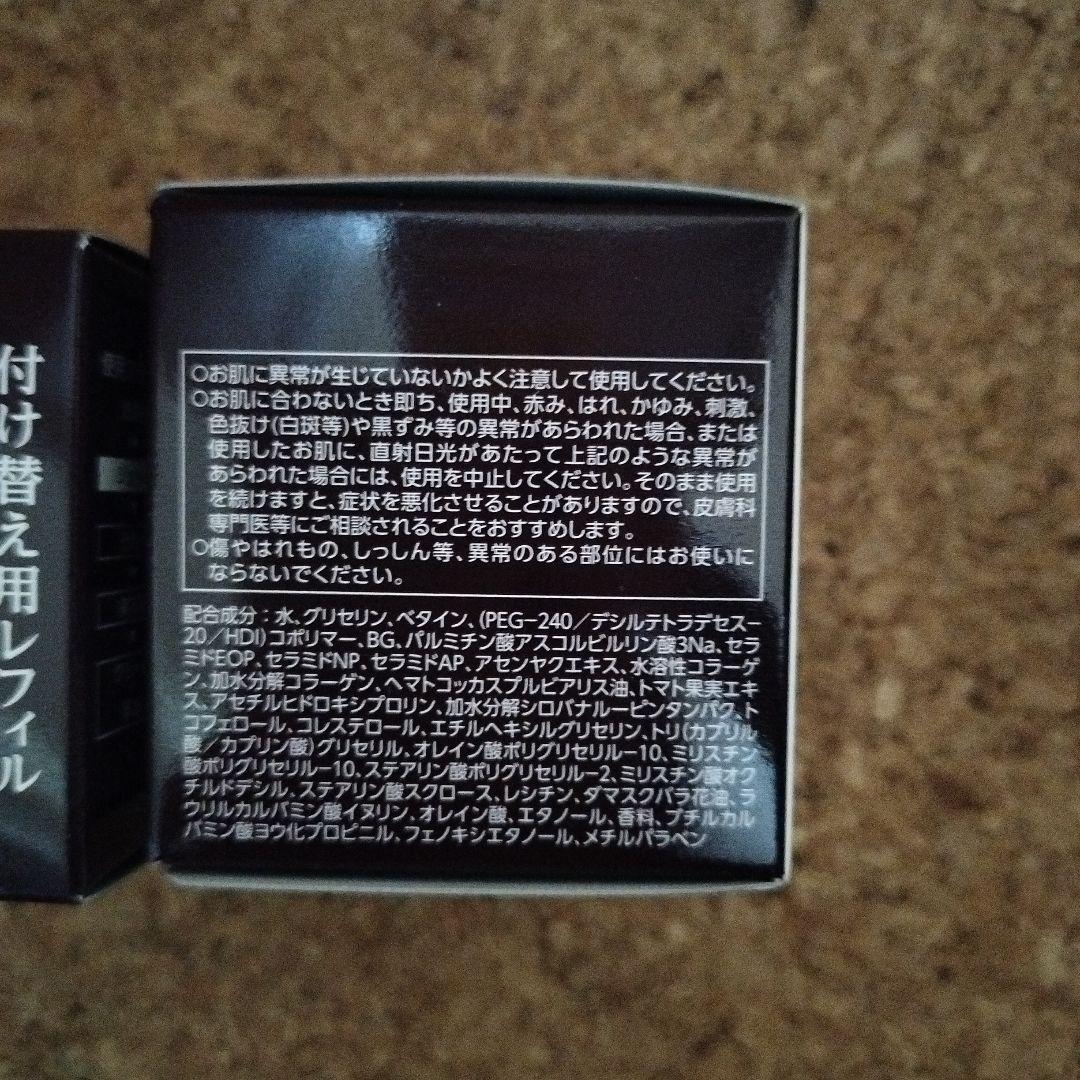 付け替え用レフィル
○お肌に異常が生じていないかよく注意して使用してください。
○お肌に合わないとき即ち、使用中、赤み、はれ、かゆみ、刺激、
色抜け(白斑等)や黒ずみ等の異常があらわれた場合、または
使用したお肌に、直射日光があたって上記のような異常が
あらわれた場合には、使用を中止してください。そのまま使用
を続けますと、症状を悪化させることがありますので、皮膚科
専門医等にご相談されることをおすすめします。
○傷やはれもの、しっしん等、異常のある部位にはお使いに
ならないでください。
配合成分：水、グリセリン、ベタイン、(PEG-240／デシルテトラデセス-
20／HDI)コポリマー、BG、パルミチン酸アスコルビルリン酸3Na、セラ
ミドEOP、セラミドNP、セラミドAP、アセンヤクエキス、水溶性コラーゲ
ン、加水分解コラーゲン、ヘマトコッカスプルビアリス油、トマト果実エキ
ス、アセチルヒドロキシプロリン、加水分解シロバナルーピンタンパク、ト
コフェロール、コレステロール、エチルヘキシルグリセリン、トリ(カプリル
酸／カプリン酸)グリセリル、オレイン酸ポリグリセリル-10、ミリスチン
酸ポリグリセリル-10、ステアリン酸ポリグリセリル-2、ミリスチン酸オク
チルドデシル、ステアリン酸スクロース、レシチン、ダマスクバラ花油、ラ
ウリルカルバミン酸イヌリン、オレイン酸、エタノール、香料、ブチルカル
バミン酸ヨウ化プロピニル、フェノキシエタノール、メチルパラベン